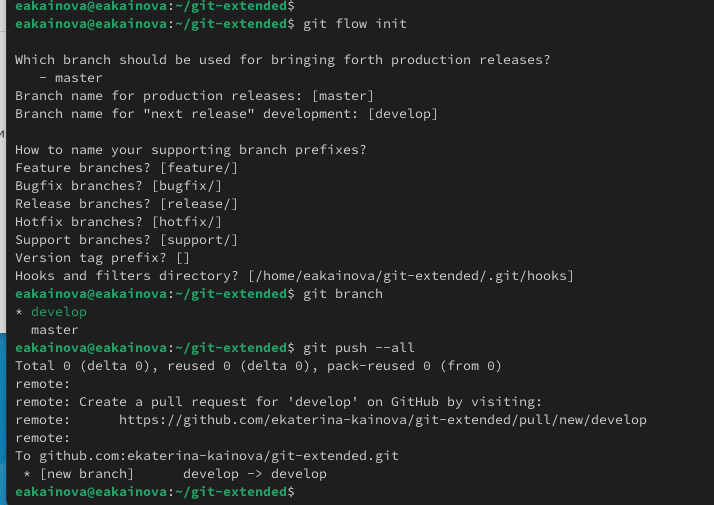 eakainova@eakainova:~/git-extended$
eakainova@eakainova:~/git-extended$ git flow init
Which branch should be used for bringing forth production releases?
   - master
Branch name for production releases: [master]
Branch name for "next release" development: [develop]
How to name your supporting branch prefixes?
Feature branches? [feature/]
Bugfix branches? [bugfix/]
Release branches? [release/]
Hotfix branches? [hotfix/]
Support branches? [support/]
Version tag prefix? []
Hooks and filters directory? [/home/eakainova/git-extended/.git/hooks]
eakainova@eakainova:~/git-extended$ git branch
* develop
  master
eakainova@eakainova:~/git-extended$ git push --all
Total 0 (delta 0), reused 0 (delta 0), pack-reused 0 (from 0)
remote:
remote: Create a pull request for 'develop' on GitHub by visiting:
remote:      https://github.com/ekaterina-kainova/git-extended/pull/new/develop
remote:
To github.com:ekaterina-kainova/git-extended.git
 * [new branch]      develop -> develop
eakainova@eakainova:~/git-extended$